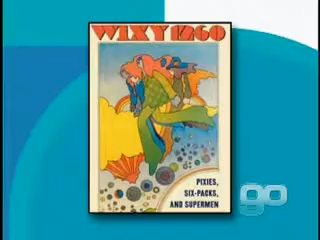 WIXY 1260
PIXIES,
SIX-PACKS,
AND SUPERMEN
go